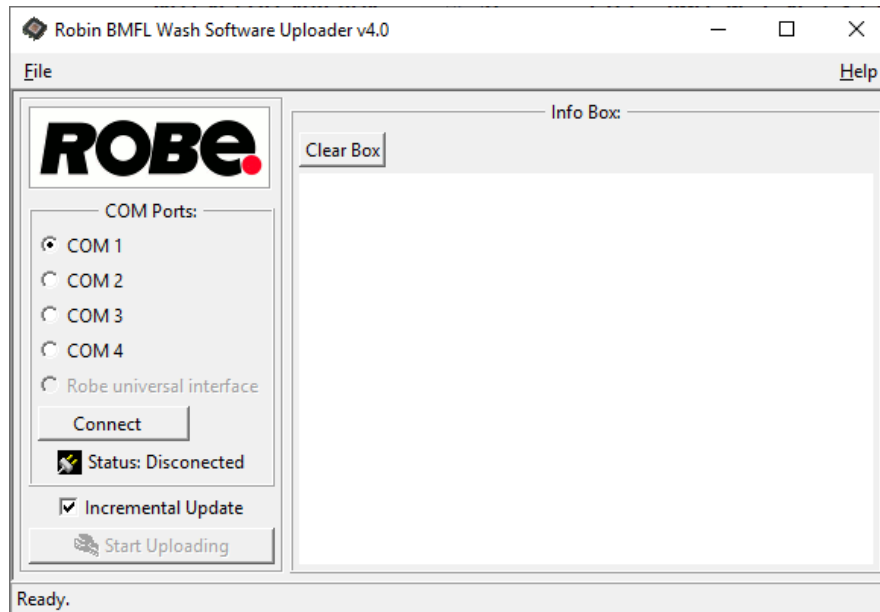 Robin BMFL Wash Software Uploader v4.0
File
Help
ROBE
COM Ports:
COM 1
COM 2
COM 3
COM 4
Robe universal interface
Connect
Status: Disconected
Incremental Update
Start Uploading
Info Box:
Clear Box
Ready.